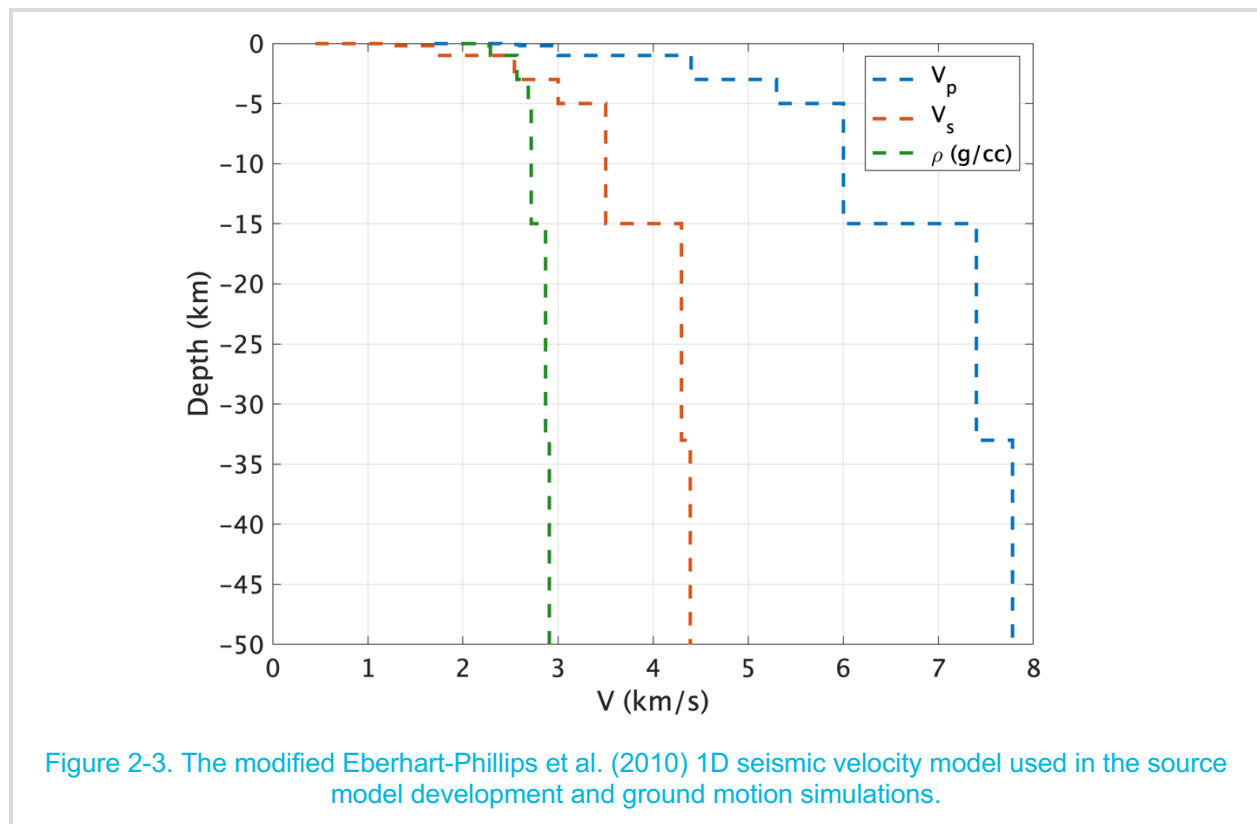 0
-5
-10
-15
-20
-25
-30
-35
-40
-45
-50
Depth (km)
V_p
V_s
ρ (g/cc)
0 1 2 3 4 5 6 7 8
V (km/s)
Figure 2-3. The modified Eberhart-Phillips et al. (2010) 1D seismic velocity model used in the source
model development and ground motion simulations.